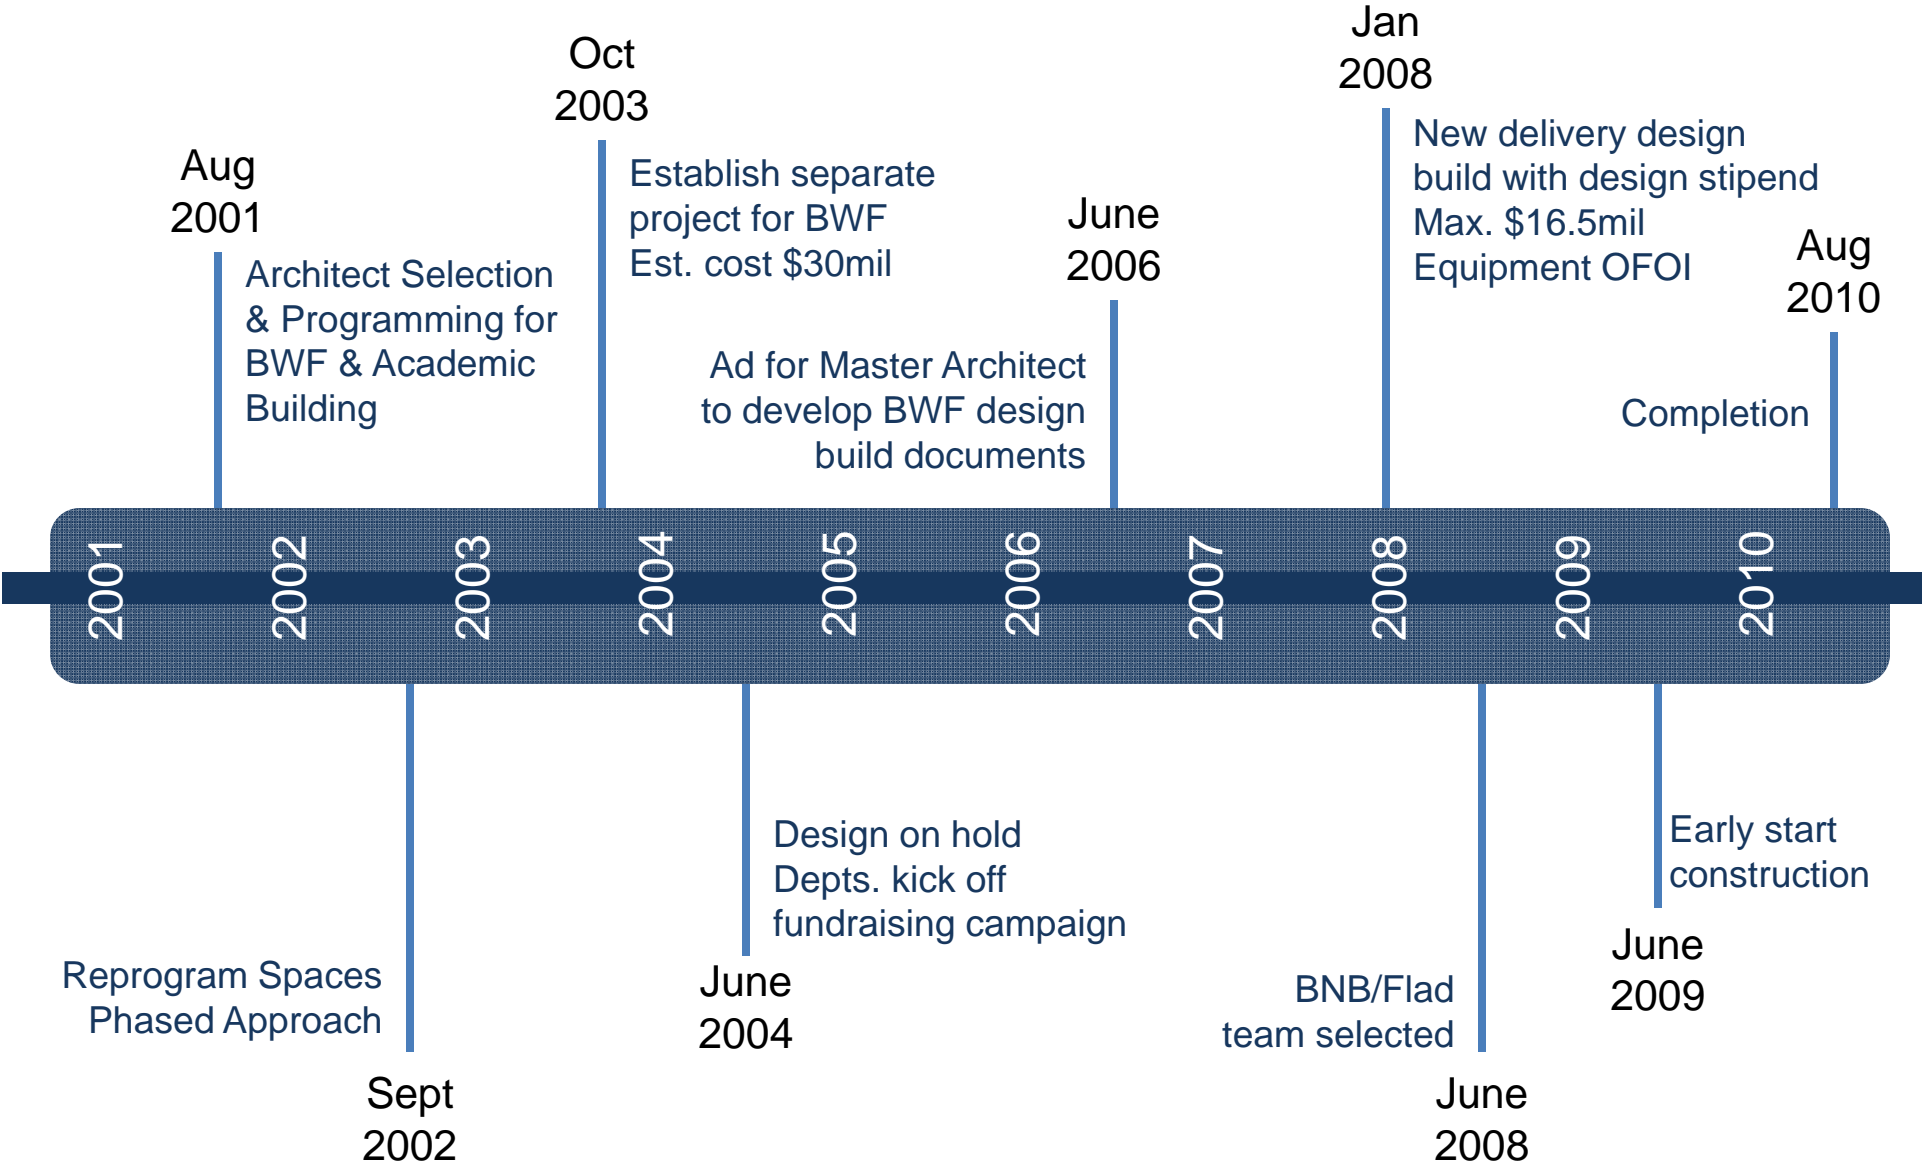 Aug
2001
Architect Selection
& Programming for
BWF & Academic
Building
Oct
2003
Establish separate
project for BWF
Est. cost $30mil
June
2006
Ad for Master Architect
to develop BWF design
build documents
Jan
2008
New delivery design
build with design stipend
Max. $16.5mil
Equipment OFOI
Aug
2010
Completion
2001
2002
2003
2004
2005
2006
2007
2008
2009
2010
Reprogram Spaces
Phased Approach
Sept
2002
Design on hold
Depts. kick off
fundraising campaign
June
2004
BNB/Flad
team selected
June
2008
Early start
construction
June
2009